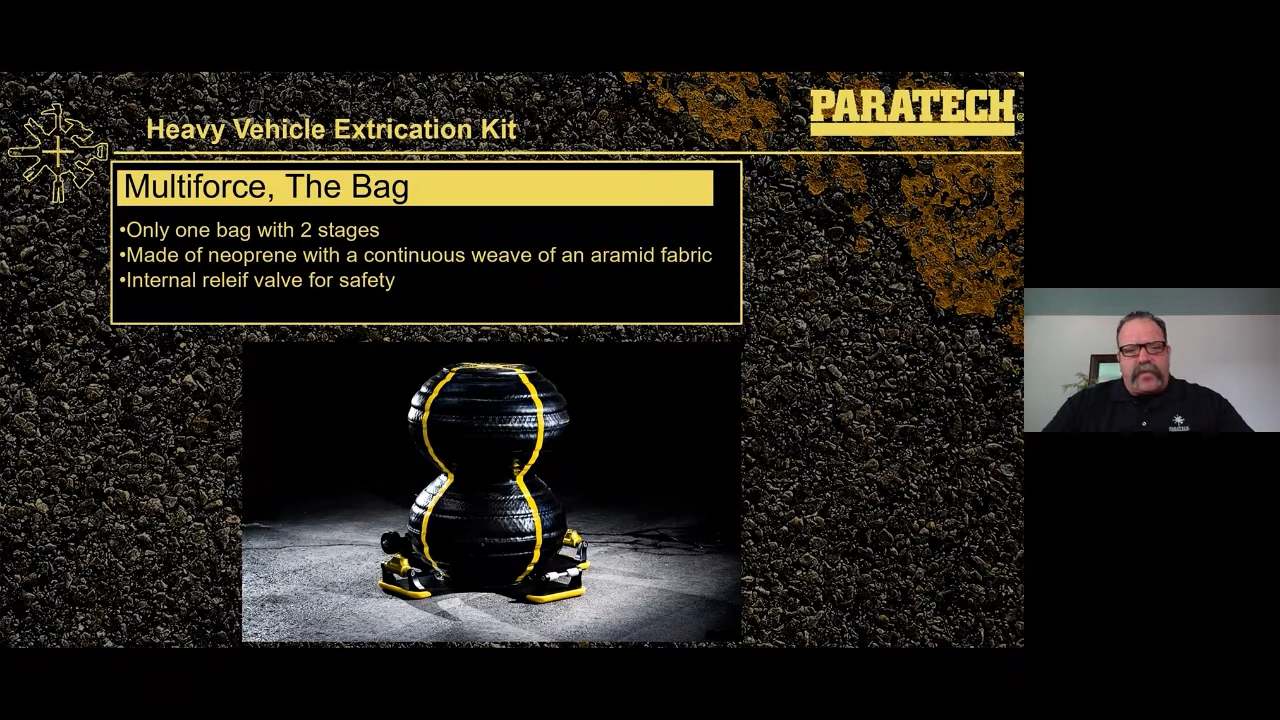 PARATECH®
Heavy Vehicle Extrication Kit
Multiforce, The Bag
•Only one bag with 2 stages
•Made of neoprene with a continuous weave of an aramid fabric
•Internal releif valve for safety
PARATECH